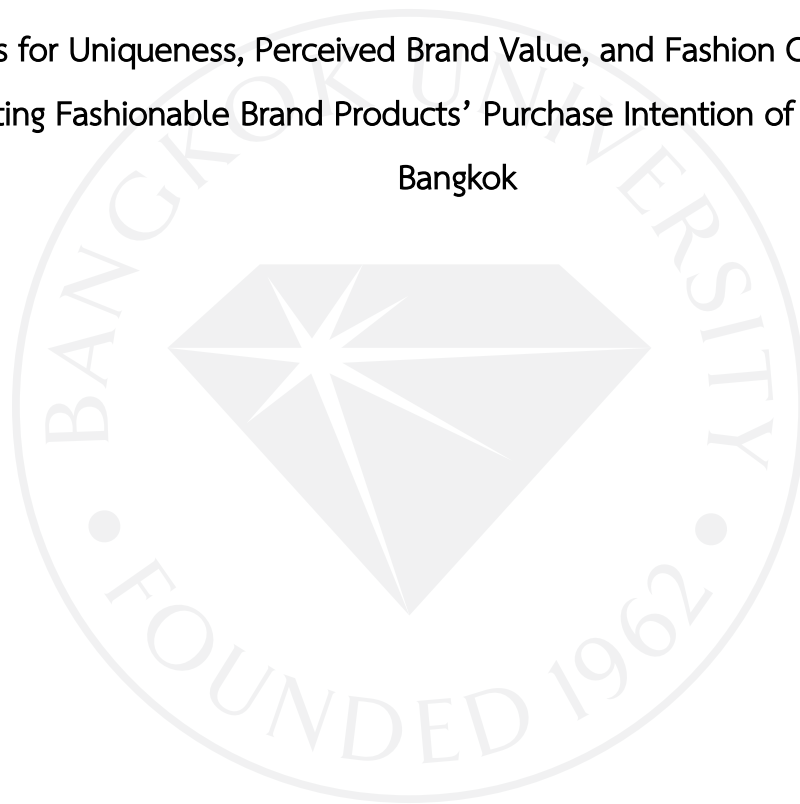 s for Uniqueness, Perceived Brand Value, and Fashion C
ting Fashionable Brand Products’ Purchase Intention of
Bangkok
BANGKOK UNIVERSITY
• FOUNDED 1962 •